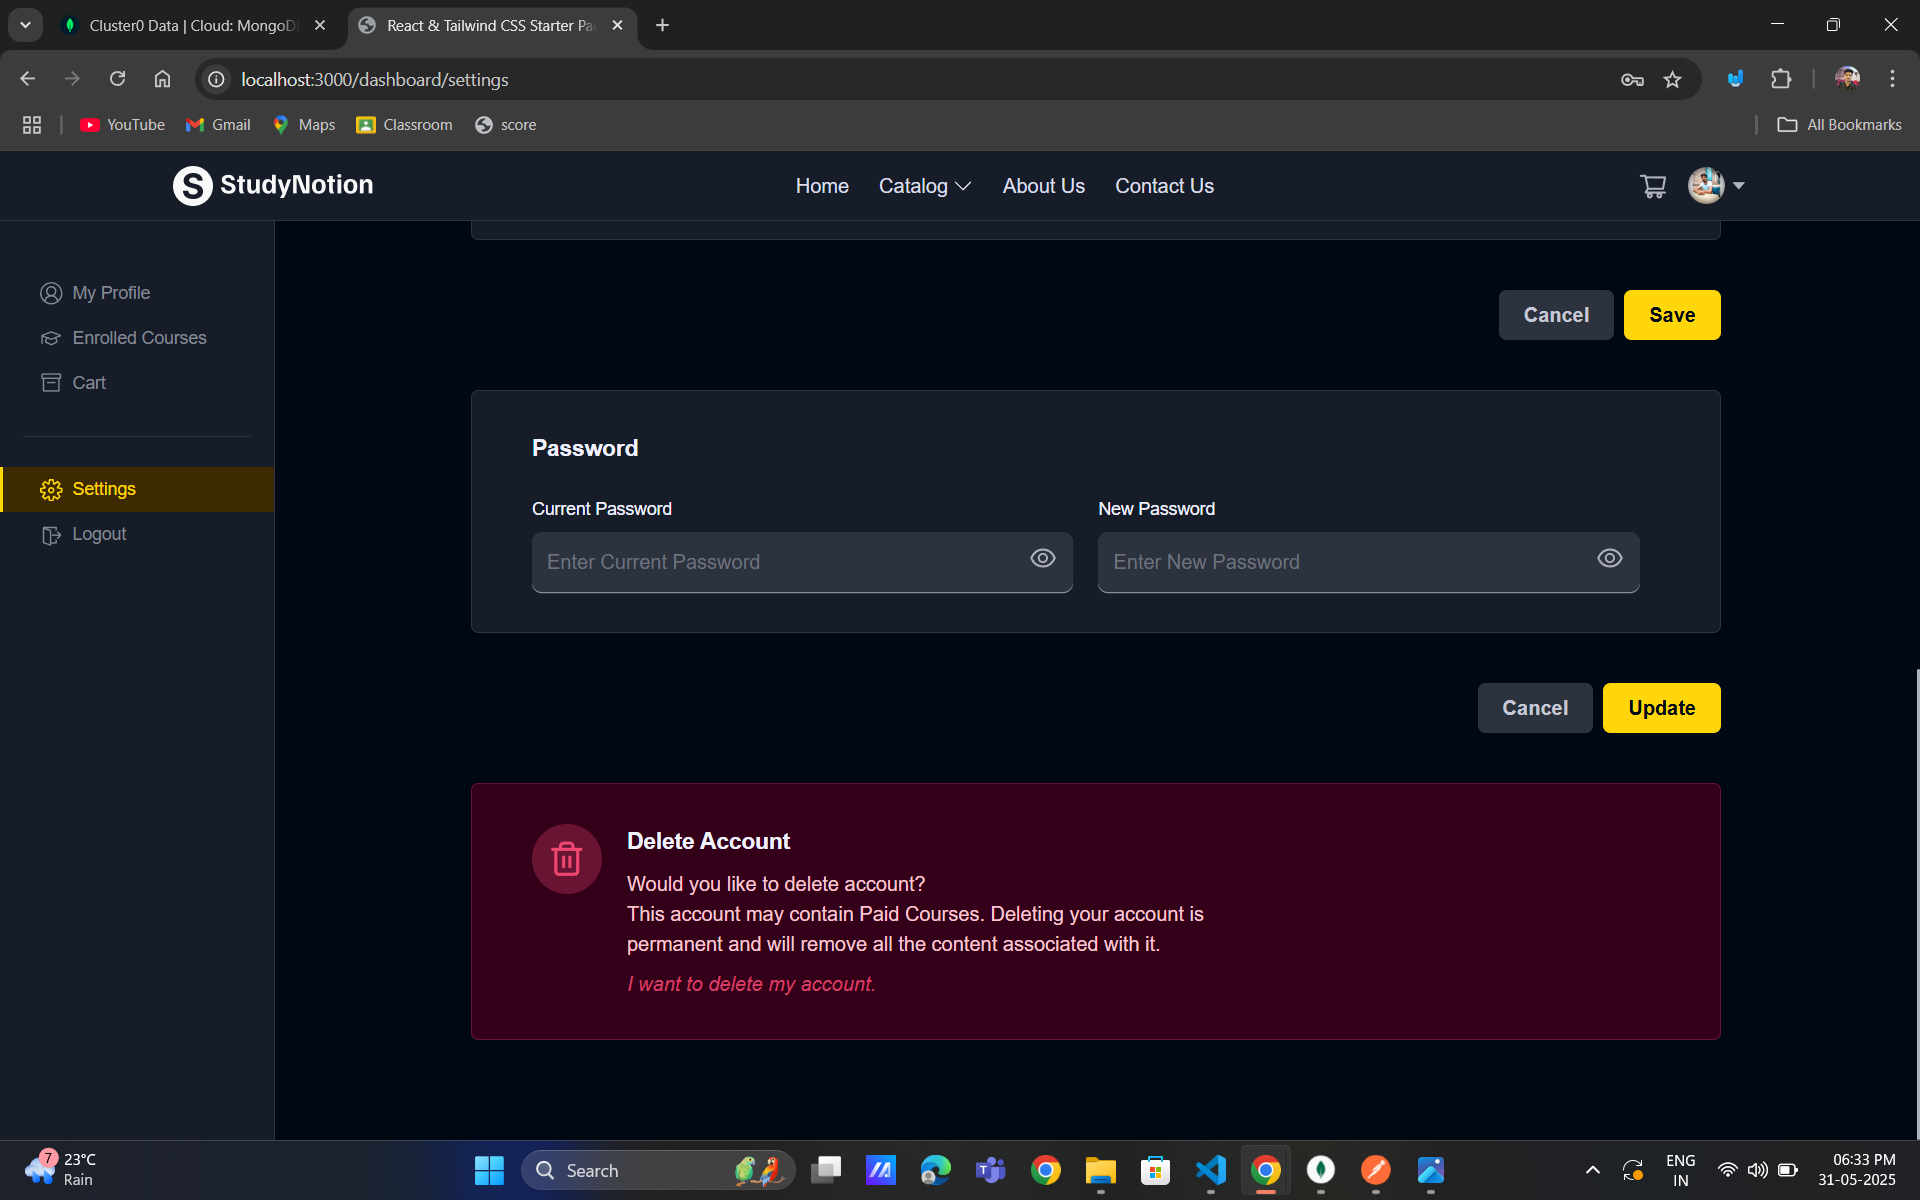 Cluster0 Data | Cloud: MongoD
React & Tailwind CSS Starter Pa
localhost:3000/dashboard/settings
YouTube
Gmail
Maps
Classroom
score
All Bookmarks
S StudyNotion
Home
Catalog
About Us
Contact Us
My Profile
Enrolled Courses
Cart
Settings
Logout
Cancel
Save
Password
Current Password
New Password
Enter Current Password
Enter New Password
Cancel
Update
Delete Account
Would you like to delete account?
This account may contain Paid Courses. Deleting your account is
permanent and will remove all the content associated with it.
I want to delete my account.
7
23°C
Rain
Search
ENG
IN
06:33 PM
31-05-2025